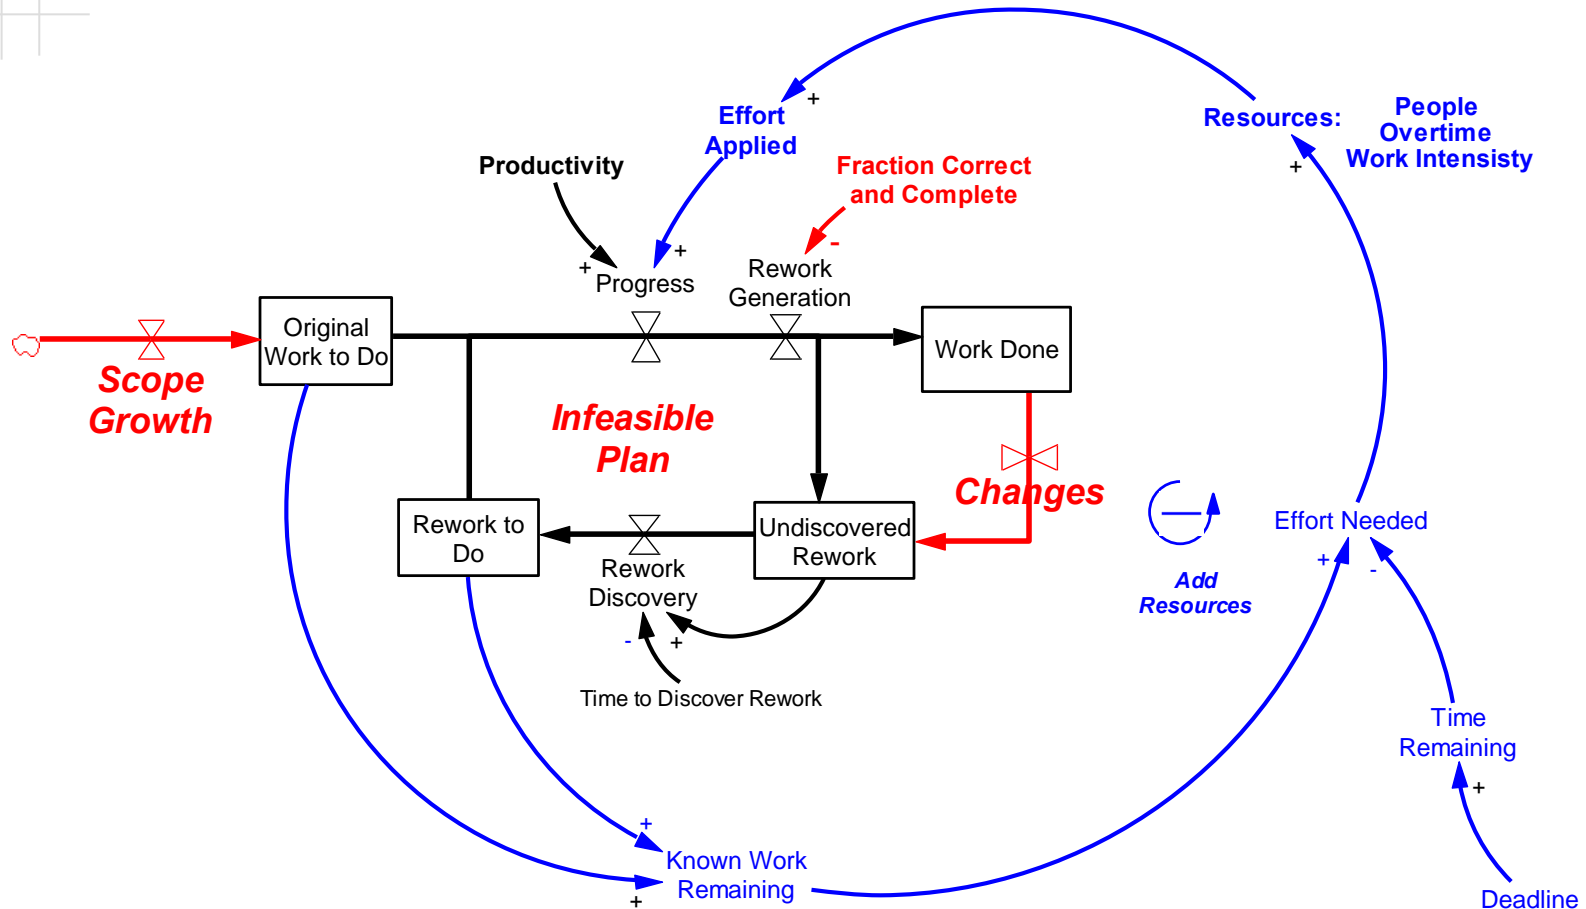 Effort
Applied
+
Resources:
People
Overtime
Work Intensisty
+
Productivity
Fraction Correct
and Complete
-
+
+
Progress
Rework
Generation
Original
Work to Do
Work Done
Scope
Growth
Infeasible
Plan
Changes
Rework to
Do
Undiscovered
Rework
Rework
Discovery
-
+
Time to Discover Rework
Add
Resources
Effort Needed
+
-
Time
Remaining
+
Deadline
+
Known Work
Remaining
+